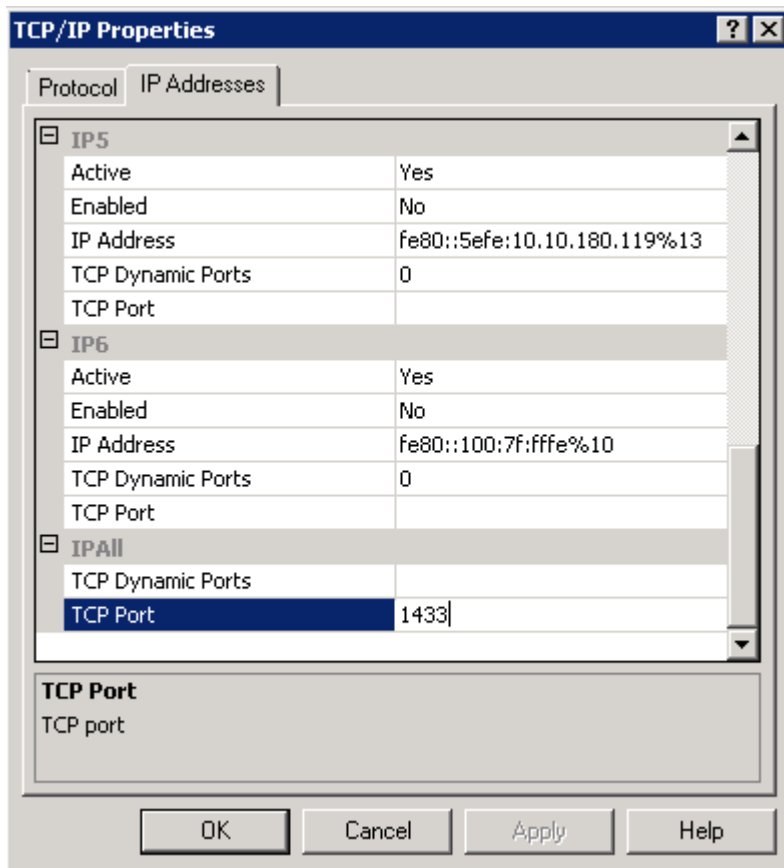 TCP/IP Properties
Protocol IP Addresses
IP5
Active Yes
Enabled No
IP Address fe80::5efe:10.10.180.119%13
TCP Dynamic Ports 0
TCP Port
IP6
Active Yes
Enabled No
IP Address fe80::100:7f:fffe%10
TCP Dynamic Ports 0
TCP Port
IPAll
TCP Dynamic Ports
TCP Port 1433
TCP Port
TCP port
OK Cancel Apply Help